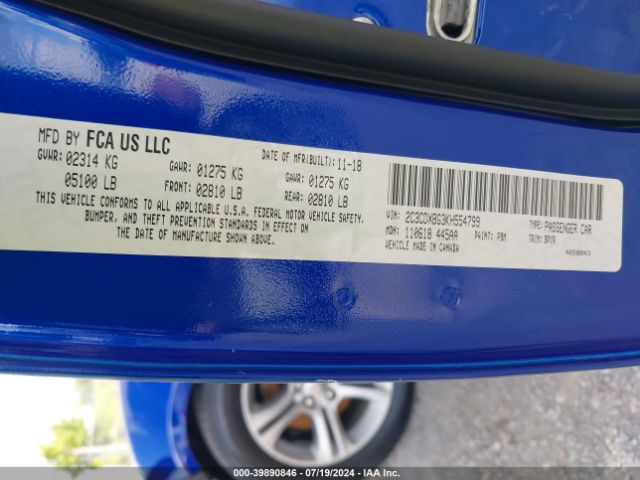 MFD BY FCA US LLC
GVWR: 02314 KG
05100 LB
GAWR: 01275 KG
FRONT: 02810 LB
DATE OF MFR(BUILT): 11-18
GAWR: 01275 KG
REAR: 02810 LB
THIS VEHICLE CONFORMS TO ALL APPLICABLE U.S.A. FEDERAL MOTOR VEHICLE SAFETY,
BUMPER, AND THEFT PREVENTION STANDARDS IN EFFECT ON
THE DATE OF MANUFACTURE SHOWN ABOVE.
VIN: 2C3CDXBG3KH554799
TYPE: PASSENGER CAR
MDH: 110618 445AA
PAINT: PBM
TRIM: BPX9
VEHICLE MADE IN CANADA
000-39890846 - 07/19/2024 - IAA Inc.